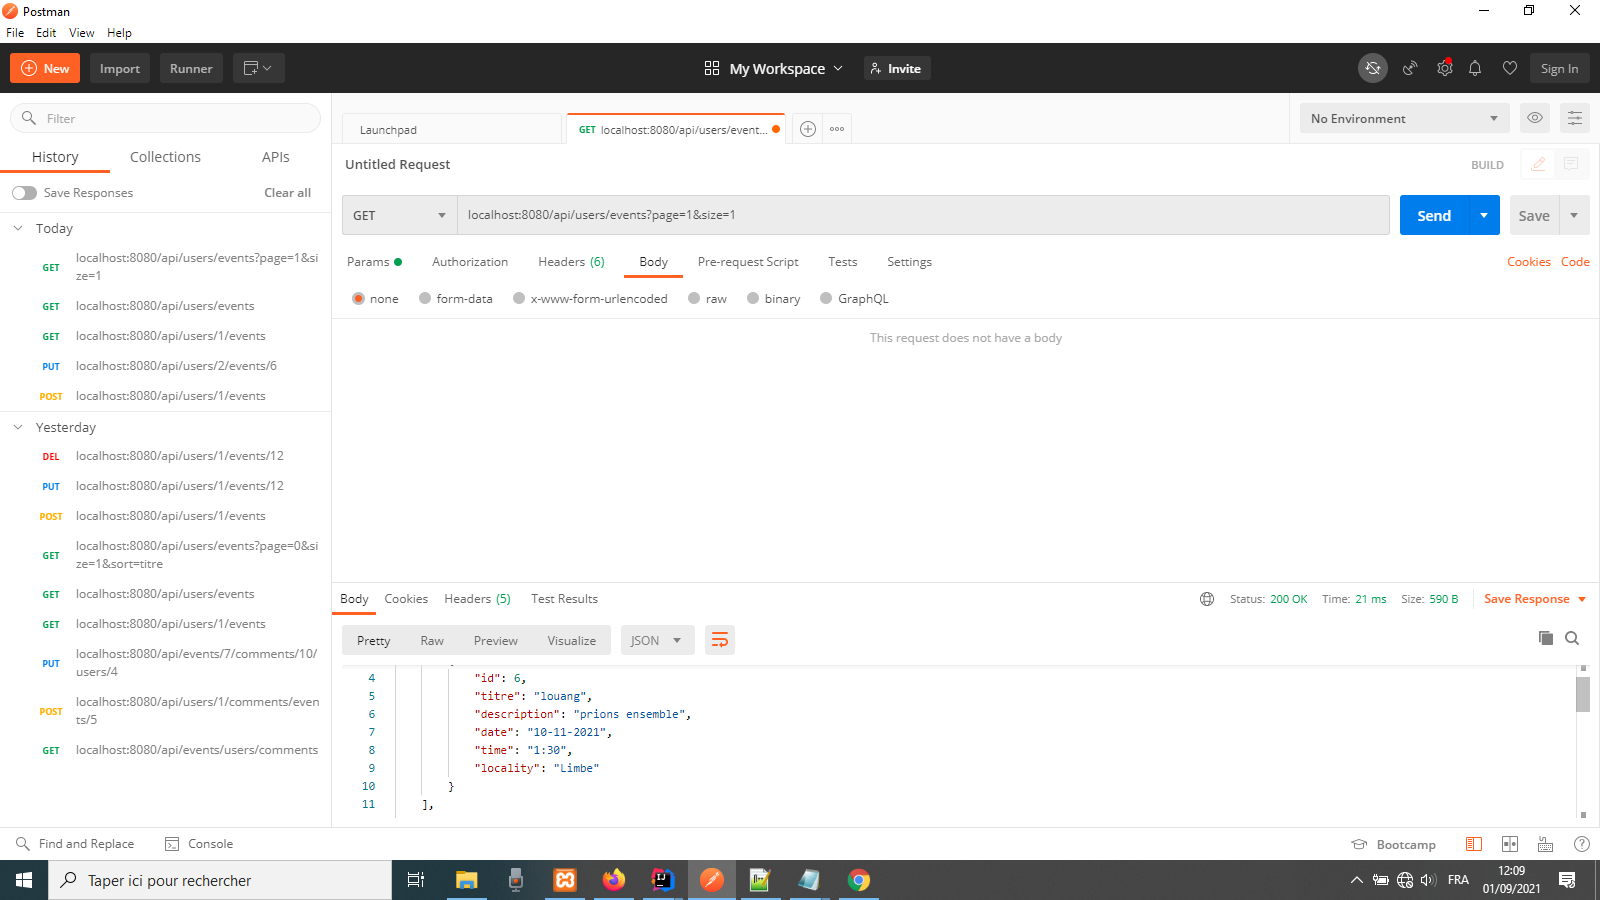 Postman
File Edit View Help
New Import Runner My Workspace Invite Sign In
Filter
History Collections APIs
Save Responses Clear all
Today
GET localhost:8080/api/users/events?page=1&si
ze=1
GET localhost:8080/api/users/events
GET localhost:8080/api/users/1/events
PUT localhost:8080/api/users/2/events/6
POST localhost:8080/api/users/1/events
Yesterday
DEL localhost:8080/api/users/1/events/12
PUT localhost:8080/api/users/1/events/12
POST localhost:8080/api/users/1/events
GET localhost:8080/api/users/events?page=0&si
ze=1&sort=titre
GET localhost:8080/api/users/events
GET localhost:8080/api/users/1/events
PUT localhost:8080/api/events/7/comments/10/
users/4
POST localhost:8080/api/users/1/comments/even
ts/5
GET localhost:8080/api/events/users/comments
Launchpad GET localhost:8080/api/users/event... No Environment
Untitled Request BUILD
GET localhost:8080/api/users/events?page=1&size=1 Send Save
Params Authorization Headers (6) Body Pre-request Script Tests Settings Cookies Code
none form-data x-www-form-urlencoded raw binary GraphQL
This request does not have a body
Body Cookies Headers (5) Test Results Status: 200 OK Time: 21 ms Size: 590 B Save Response
Pretty Raw Preview Visualize JSON
4 "id": 6,
5 "titre": "louang",
6 "description": "prions ensemble",
7 "date": "10-11-2021",
8 "time": "1:30",
9 "locality": "Limbe"
10 }
11 ],
Find and Replace Console Bootcamp
Taper ici pour rechercher FRA 12:09
01/09/2021